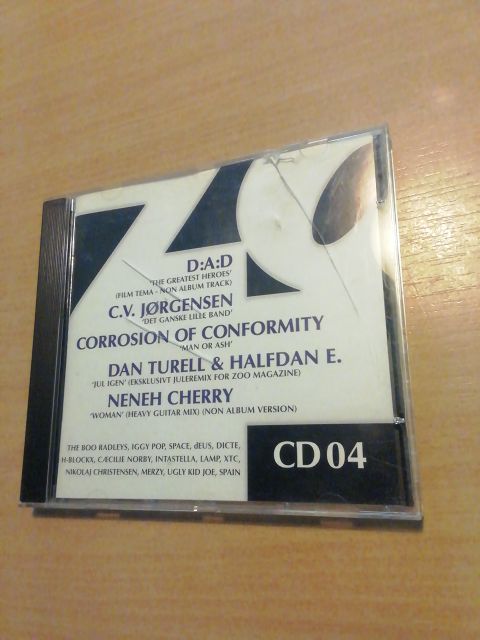 ZO
D:A:D
'THE GREATEST HEROES'
(FILM TEMA - NON ALBUM TRACK)
C.V. JØRGENSEN
'DET GANSKE LILLE BAND'
CORROSION OF CONFORMITY
'MAN OR ASH'
DAN TURELL & HALFDAN E.
'JUL IGEN' (EKSKLUSIVT JULEREMIX FOR ZOO MAGAZINE)
NENEH CHERRY
'WOMAN' (HEAVY GUITAR MIX) (NON ALBUM VERSION)
THE BOO RADLEYS, IGGY POP, SPACE, dEUS, DICTE,
H-BLOCKX, CÆCILIE NORBY, INTASTELLA, LAMP, XTC,
NIKOLAJ CHRISTENSEN, MERZY, UGLY KID JOE, SPAIN
CD 04